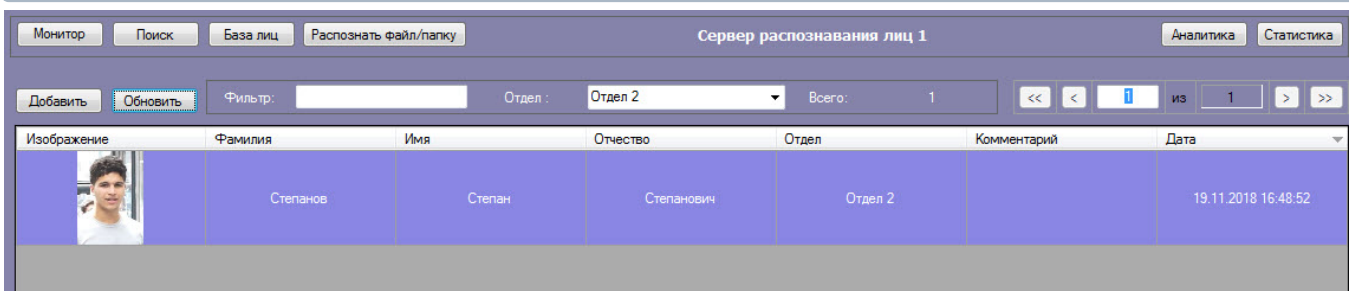 Монитор Поиск База лиц Распознать файл/папку Сервер распознавания лиц 1 Аналитика Статистика
Добавить Обновить Фильтр: Отдел : Отдел 2 Всего: 1 << < 1 из 1 > >>
Изображение Фамилия Имя Отчество Отдел Комментарий Дата
Степанов Степан Степанович Отдел 2 19.11.2018 16:48:52